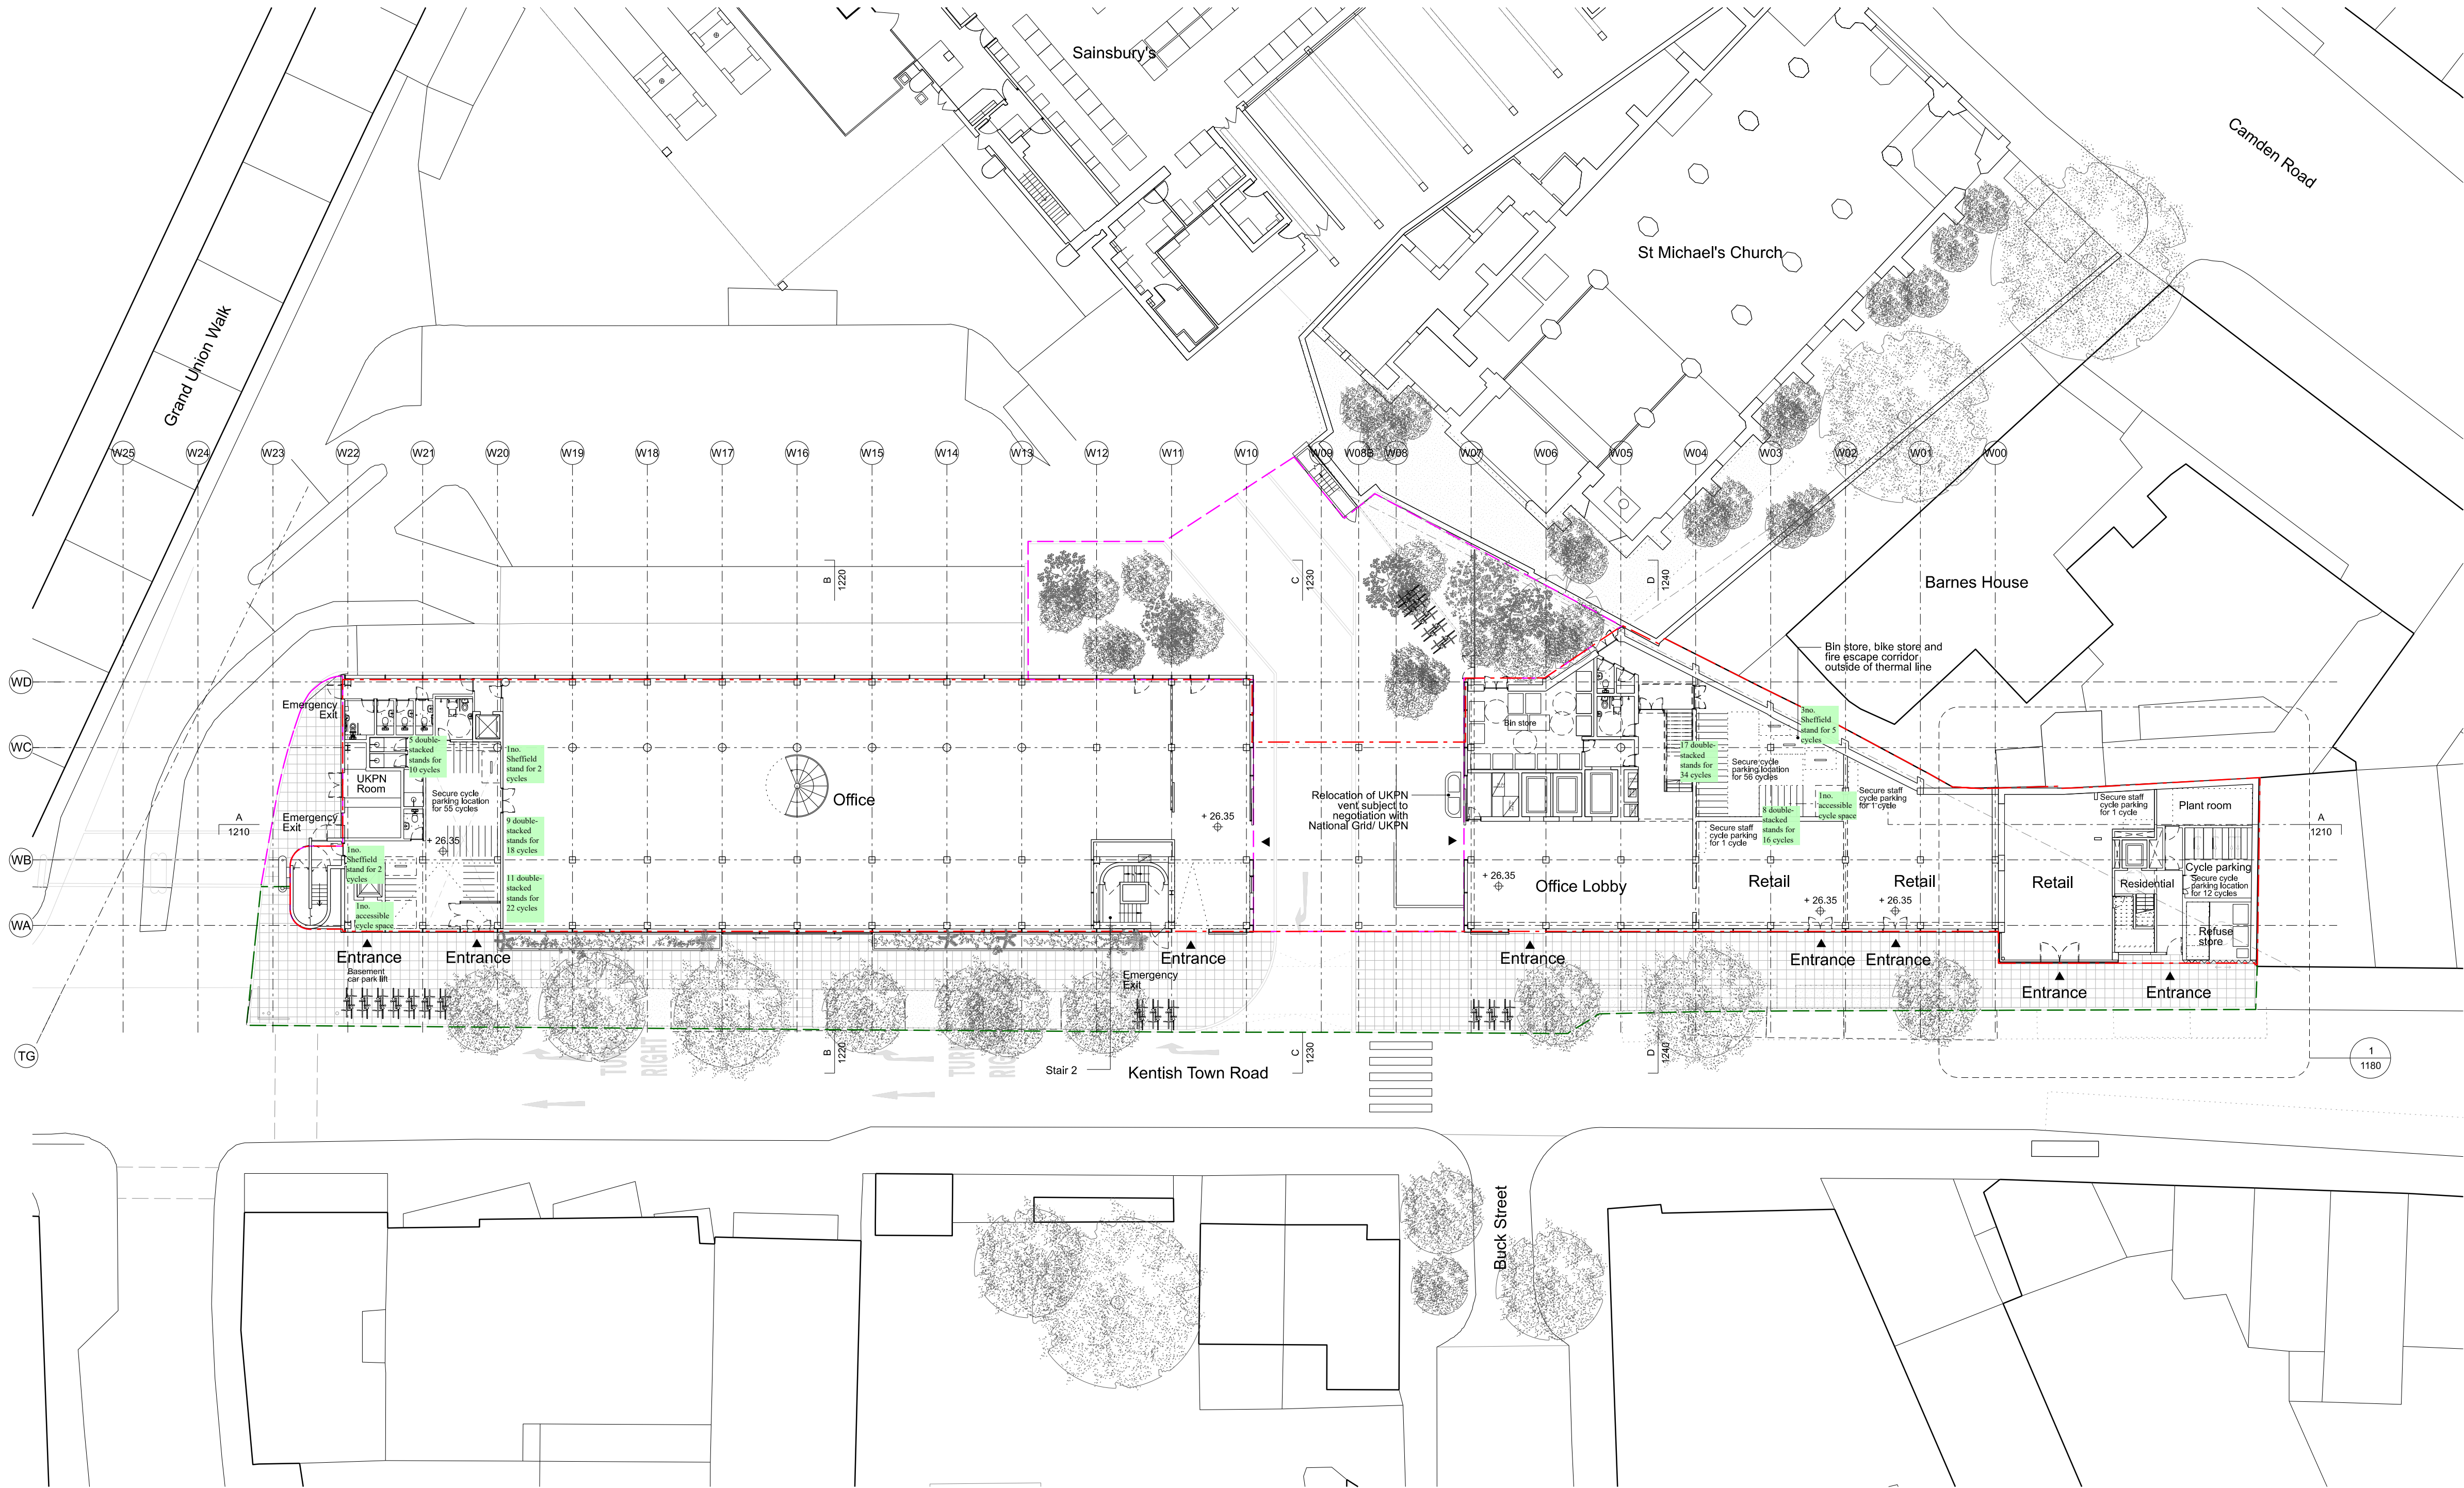 Sainsbury's
Camden Road
St Michael's Church
Grand Union Walk
W25
W24
W23
W22
W21
W20
W19
W18
W17
W16
W15
W14
W13
W12
W11
W10
W09
W08B
W08
W07
W06
W05
W04
W03
W02
W01
W00
B
1220
C
1230
D
1240
Barnes House
Bin store, bike store and
fire escape corridor
outside of thermal line
WD
WC
WB
WA
TG
Emergency
Exit
5 double-
stacked
stands for
10 cycles
1no.
Sheffield
stand for 2
cycles
UKPN
Room
Secure cycle
parking location
for 55 cycles
Office
Emergency
Exit
A
1210
+ 26.35
9 double-
stacked
stands for
18 cycles
1no.
Sheffield
stand for 2
cycles
11 double-
stacked
stands for
22 cycles
1no.
accessible
cycle space
+ 26.35
Bin store
Relocation of UKPN
vent subject to
negotiation with
National Grid/ UKPN
3no.
Sheffield
stand for 5
cycles
17 double-
stacked
stands for
34 cycles
Secure cycle
parking location
for 56 cycles
8 double-
stacked
stands for
16 cycles
1no.
accessible
cycle space
Secure staff
cycle parking
for 1 cycle
Secure staff
cycle parking
for 1 cycle
Secure staff
cycle parking
for 1 cycle
Plant room
A
1210
+ 26.35
Office Lobby
Retail
Retail
Retail
+ 26.35
+ 26.35
Residential
Cycle parking
Secure cycle
parking location
for 12 cycles
Refuse
store
Entrance
Basement
car park lift
Entrance
Entrance
Emergency
Exit
Entrance
Entrance
Entrance
Entrance
Entrance
TURN
RIGHT
TURN
RIGHT
B
1220
C
1230
D
1240
Stair 2
Kentish Town Road
1
1180
Buck Street